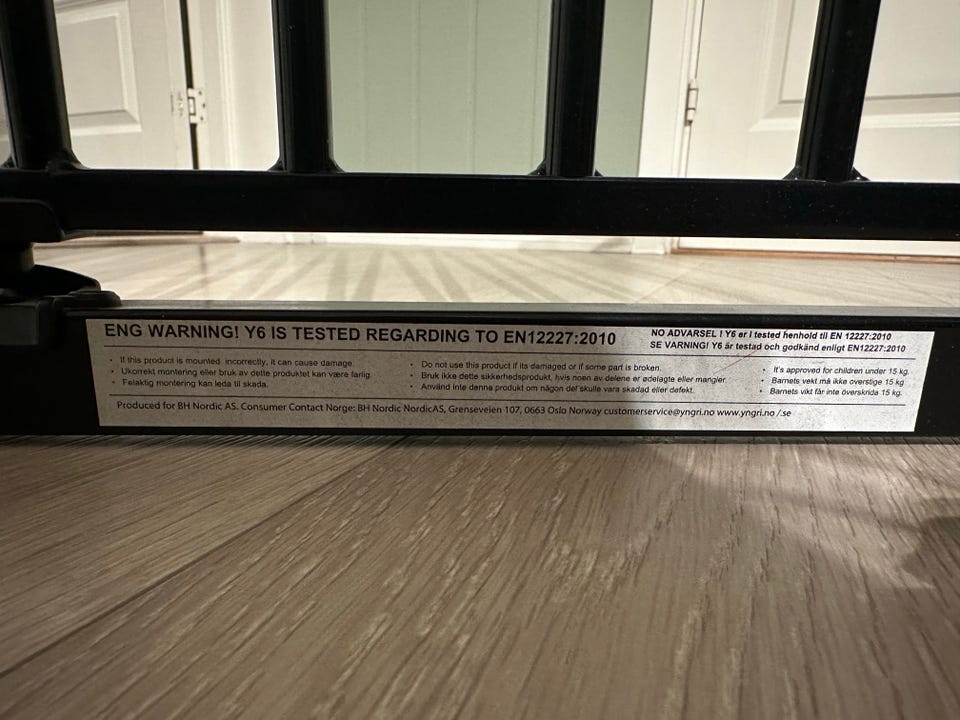 ENG WARNING! Y6 IS TESTED REGARDING TO EN12227:2010
NO ADVARSEL ! Y6 er i tested henhold til EN 12227:2010
SE VARNING! Y6 är testad och godkänd enligt EN12227:2010
· If this product is mounted incorrectly, it can cause damage.
· Ukorrekt montering eller bruk av dette produktet kan være farlig.
· Felaktig montering kan leda til skada.
· Do not use this product if its damaged or if some part is broken.
· Bruk ikke dette sikkerhedsprodukt, hvis noen av delene er ødelagte eller mangler
· Använd inte denna produkt om någon del skulle vara skadad eller defekt.
· It's approved for children under 15 kg.
· Barnets vekt må ikke overstige 15 kg
· Barnets vikt får inte överskrida 15 kg.
Produced for BH Nordic AS. Consumer Contact Norge: BH Nordic NordicAS, Grenseveien 107, 0663 Oslo Norway customerservice@yngri.no www.yngri.no /.se